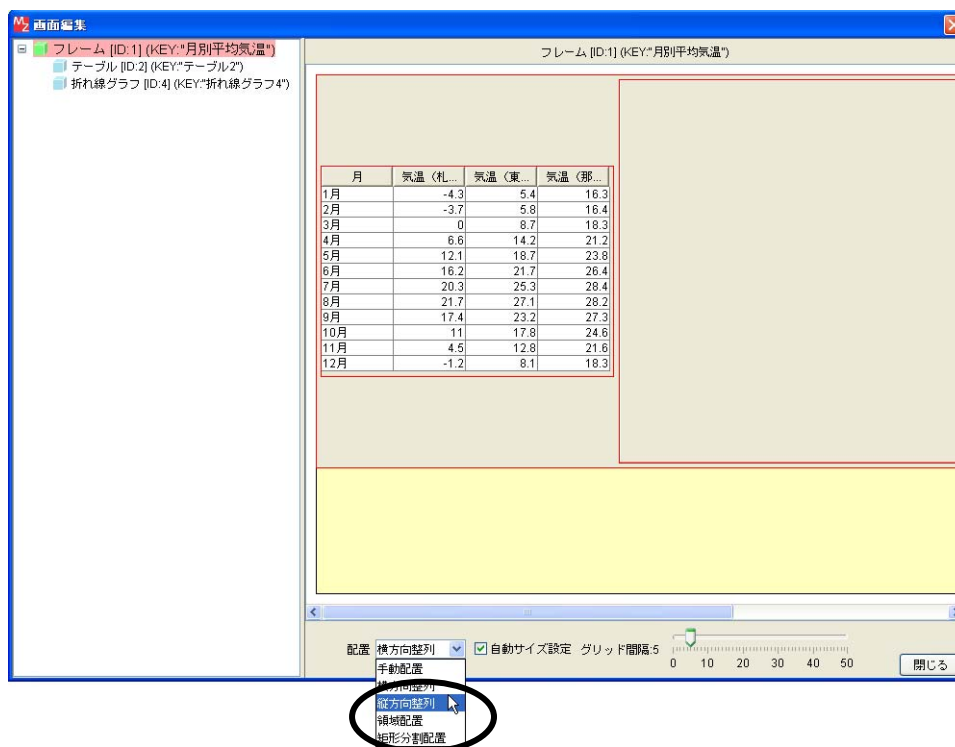 画面編集
フレーム [ID:1] (KEY:"月別平均気温")
テーブル [ID:2] (KEY:"テーブル2")
折れ線グラフ [ID:4] (KEY:"折れ線グラフ4")
フレーム [ID:1] (KEY:"月別平均気温")
月 気温（札... 気温（東... 気温（那...
1月 -4.3 5.4 16.3
2月 -3.7 5.8 16.4
3月 0 8.7 18.3
4月 6.6 14.2 21.2
5月 12.1 18.7 23.8
6月 16.2 21.7 26.4
7月 20.3 25.3 28.4
8月 21.7 27.1 28.2
9月 17.4 23.2 27.3
10月 11 17.8 24.6
11月 4.5 12.8 21.6
12月 -1.2 8.1 18.3
配置 横方向整列 自動サイズ設定 グリッド間隔:5
0 10 20 30 40 50
閉じる
手動配置
横方向整列
縦方向整列
領域配置
矩形分割配置